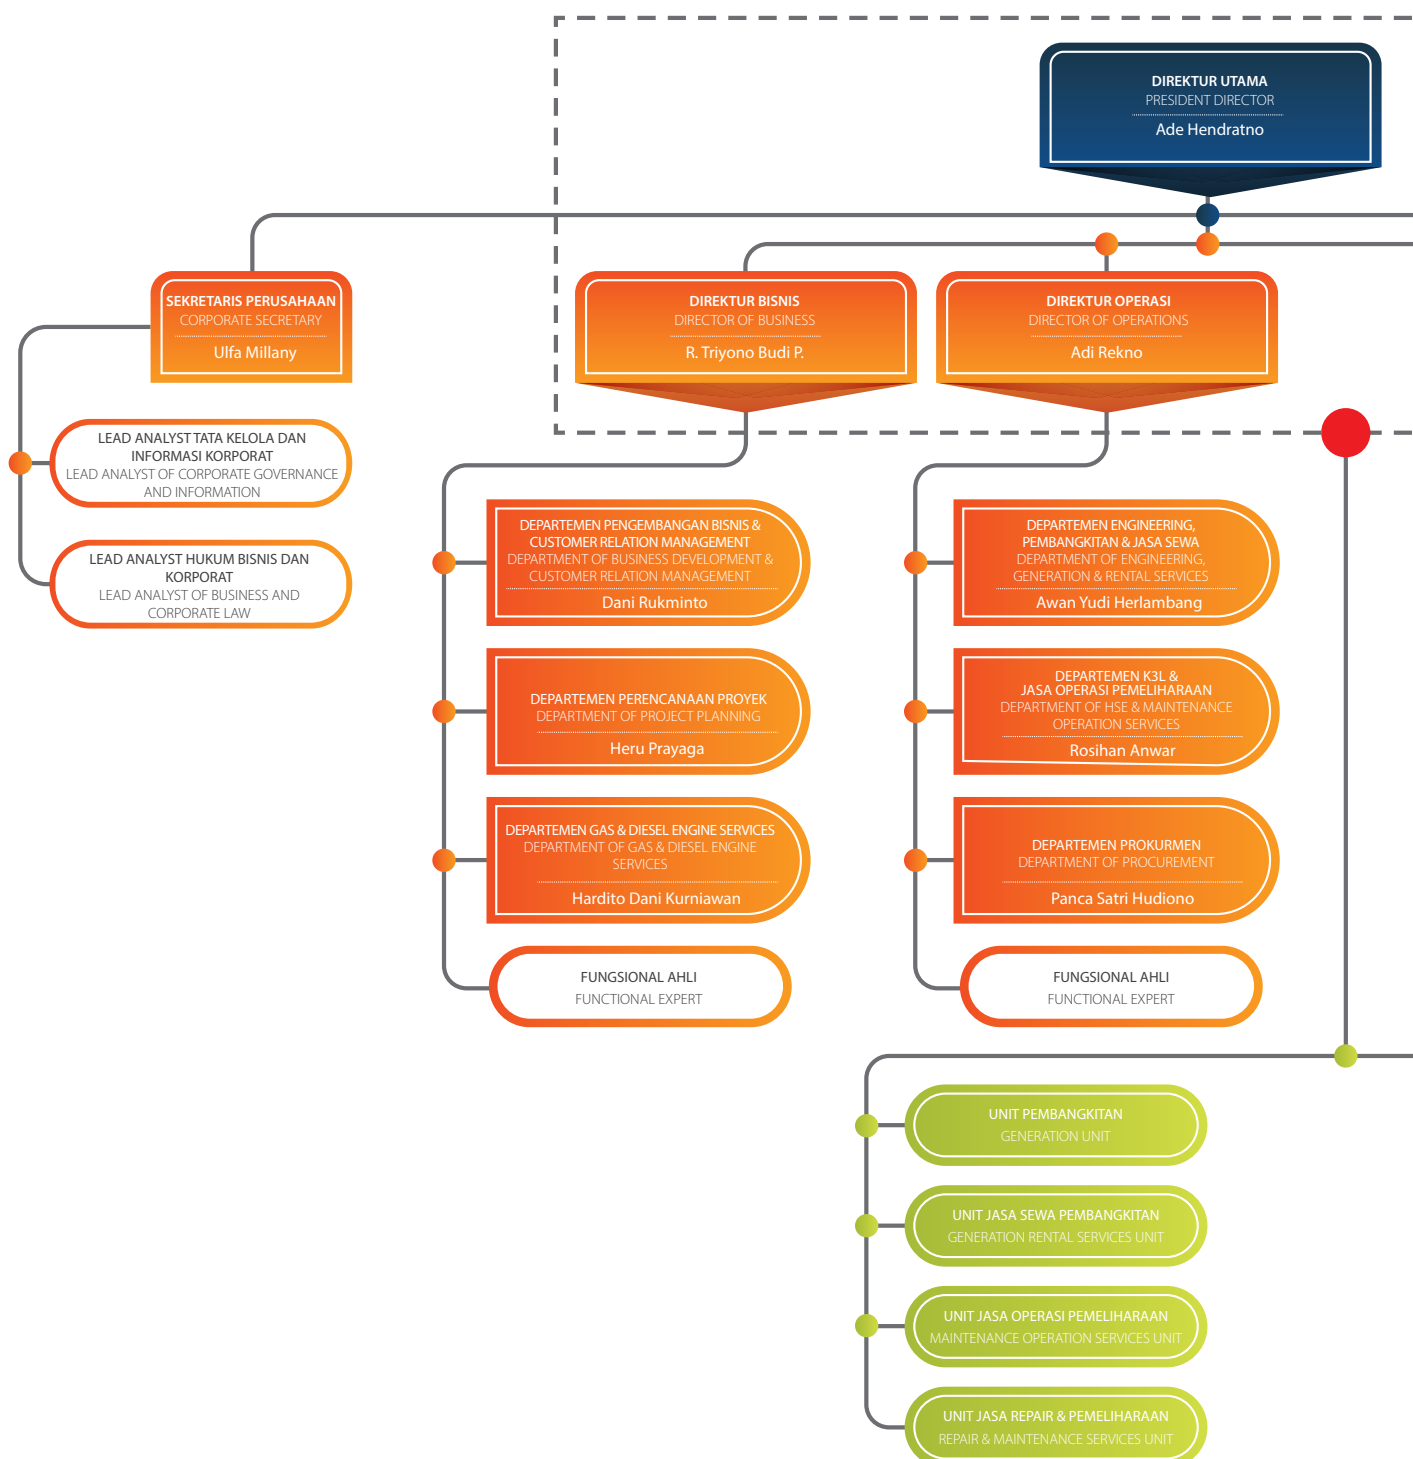 DIREKTUR UTAMA
PRESIDENT DIRECTOR
Ade Hendratno
SEKRETARIS PERUSAHAAN
CORPORATE SECRETARY
Ulfa Millany
DIREKTUR BISNIS
DIRECTOR OF BUSINESS
R. Triyono Budi P.
DIREKTUR OPERASI
DIRECTOR OF OPERATIONS
Adi Rekno
LEAD ANALYST TATA KELOLA DAN
INFORMASI KORPORAT
LEAD ANALYST OF CORPORATE GOVERNANCE
AND INFORMATION
LEAD ANALYST HUKUM BISNIS DAN
KORPORAT
LEAD ANALYST OF BUSINESS AND
CORPORATE LAW
DEPARTEMEN PENGEMBANGAN BISNIS &
CUSTOMER RELATION MANAGEMENT
DEPARTMENT OF BUSINESS DEVELOPMENT &
CUSTOMER RELATION MANAGEMENT
Dani Rukminto
DEPARTEMEN PERENCANAAN PROYEK
DEPARTMENT OF PROJECT PLANNING
Heru Prayaga
DEPARTEMEN GAS & DIESEL ENGINE SERVICES
DEPARTMENT OF GAS & DIESEL ENGINE
SERVICES
Hardito Dani Kurniawan
FUNGSIONAL AHLI
FUNCTIONAL EXPERT
DEPARTEMEN ENGINEERING,
PEMBANGKITAN & JASA SEWA
DEPARTMENT OF ENGINEERING,
GENERATION & RENTAL SERVICES
Awan Yudi Herlambang
DEPARTEMEN K3L &
JASA OPERASI PEMELIHARAAN
DEPARTMENT OF HSE & MAINTENANCE
OPERATION SERVICES
Rosihan Anwar
DEPARTEMEN PROKURMEN
DEPARTMENT OF PROCUREMENT
Panca Satri Hudiono
FUNGSIONAL AHLI
FUNCTIONAL EXPERT
UNIT PEMBANGKITAN
GENERATION UNIT
UNIT JASA SEWA PEMBANGKITAN
GENERATION RENTAL SERVICES UNIT
UNIT JASA OPERASI PEMELIHARAAN
MAINTENANCE OPERATION SERVICES UNIT
UNIT JASA REPAIR & PEMELIHARAAN
REPAIR & MAINTENANCE SERVICES UNIT